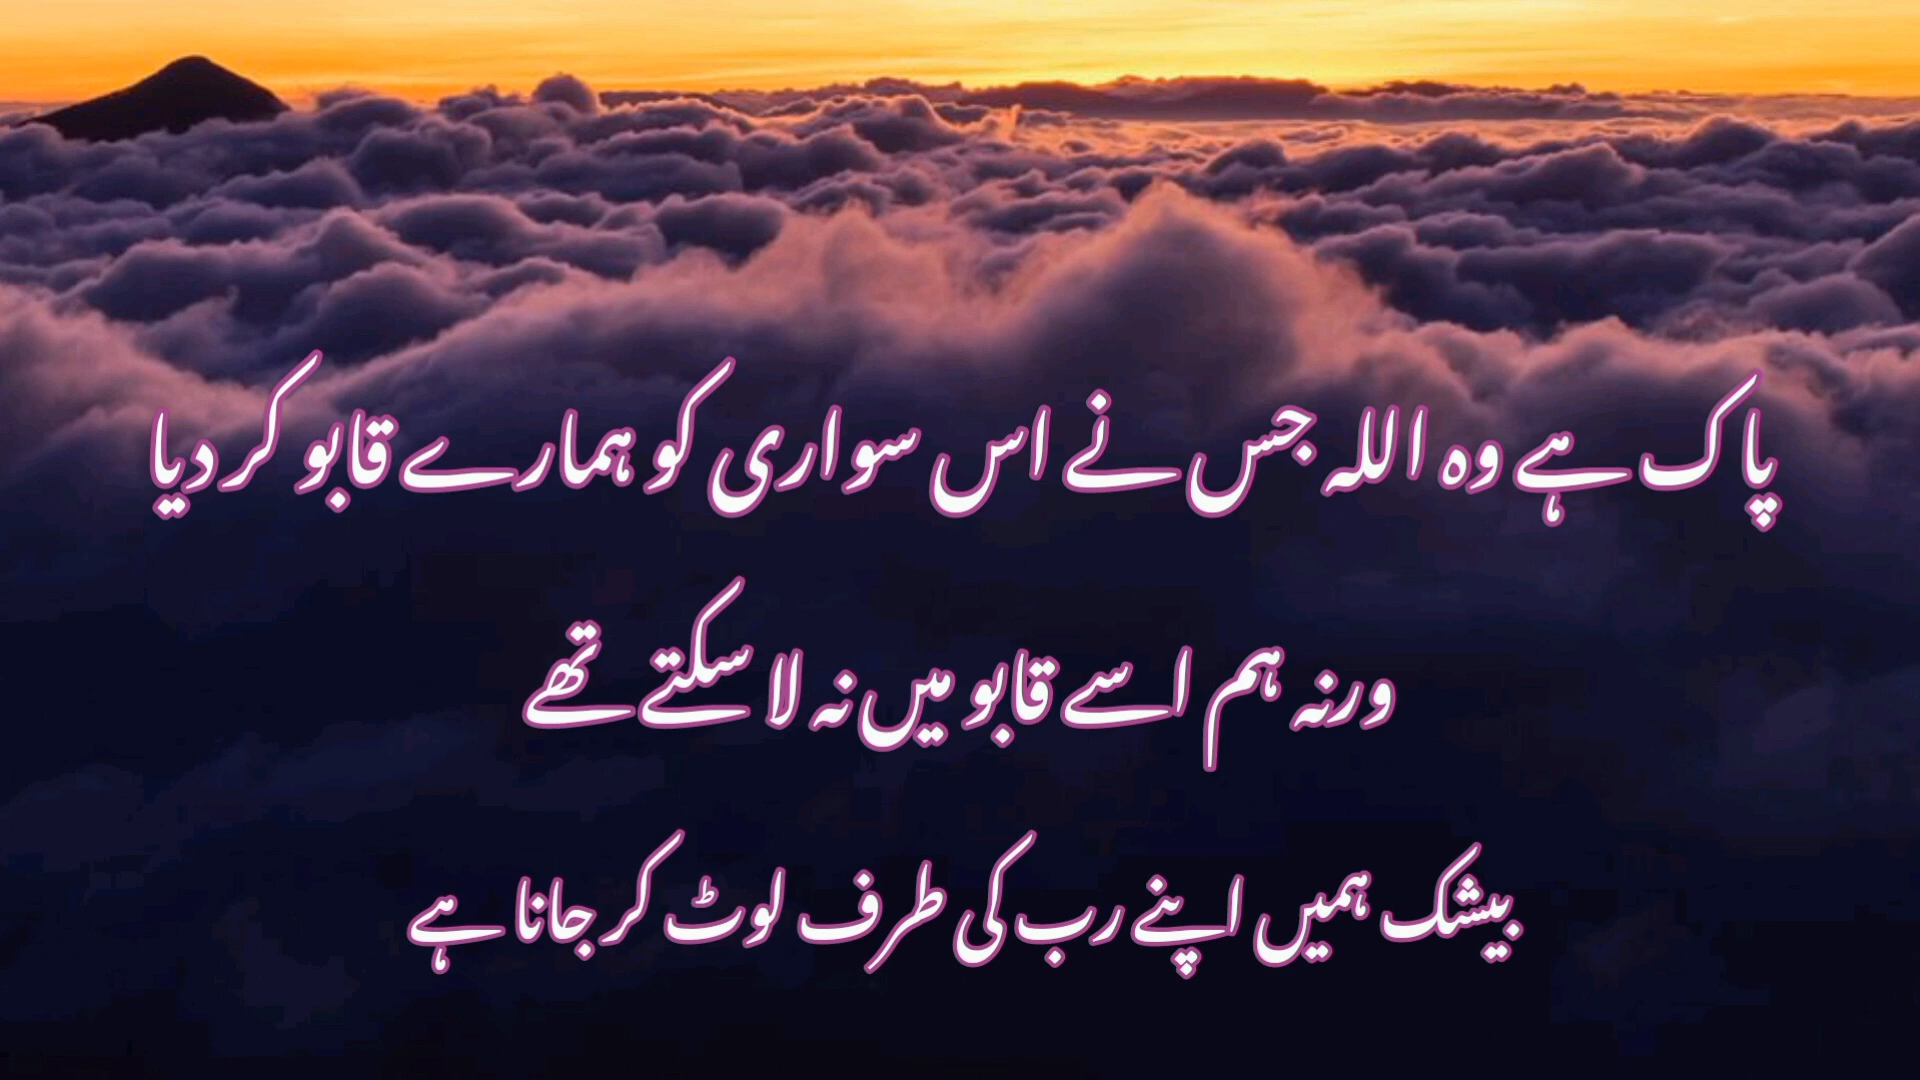 پاک ہے وہ اللہ جس نے اس سواری کو ہمارے قابو کر دیا
ورنہ ہم اسے قابو میں نہ لا سکتے تھے
بیشک ہمیں اپنے رب کی طرف لوٹ کر جانا ہے